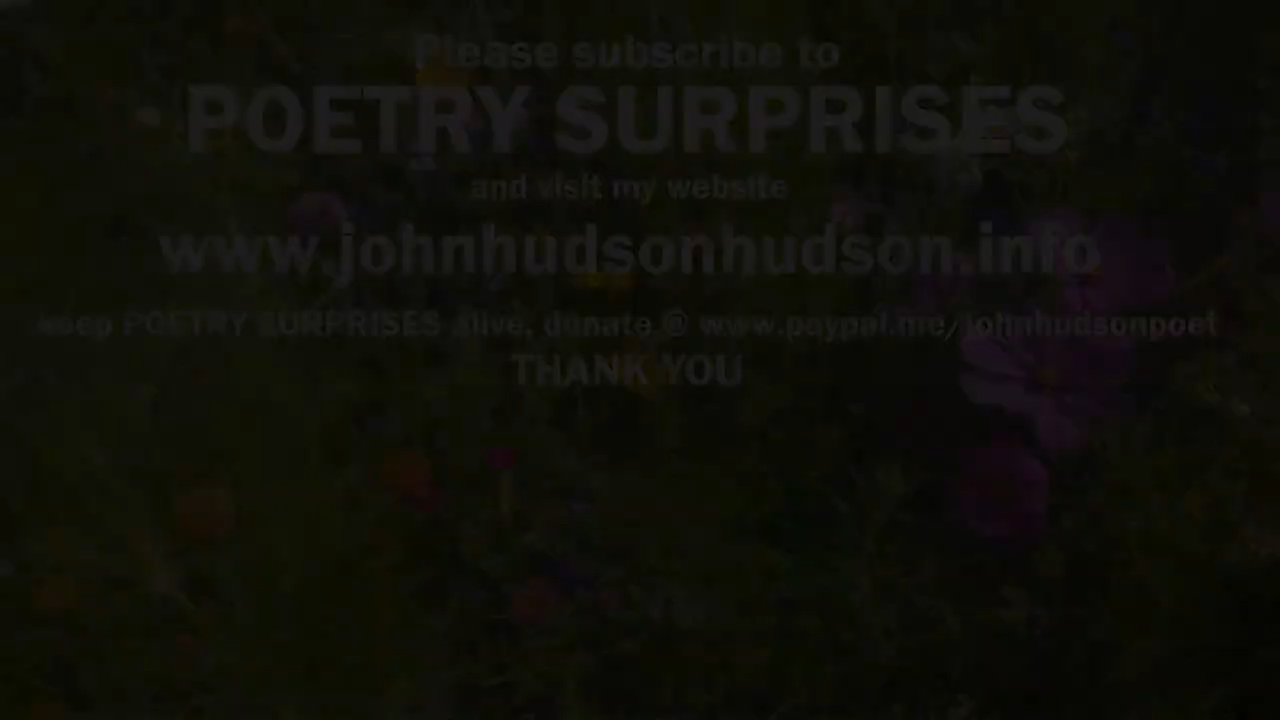 Please subscribe to
POETRY SURPRISES
and visit my website
www.johnhudsonhudson.info
keep POETRY SURPRISES alive, donate @ www.paypal.me/johnhudsonpoet
THANK YOU